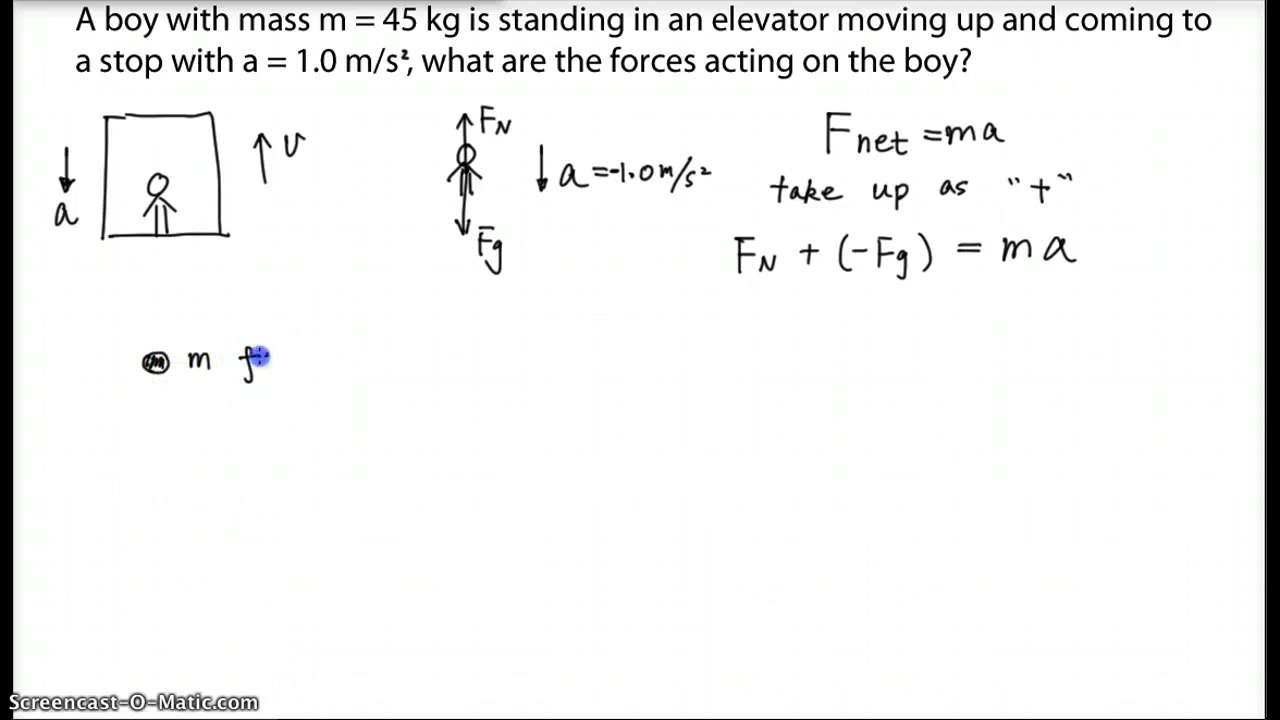 A boy with mass m = 45 kg is standing in an elevator moving up and coming to
a stop with a = 1.0 m/s², what are the forces acting on the boy?
a
v
FN
Fg
a = -1.0 m/s²
Fnet = ma
take up as "+"
FN + (-Fg) = ma
m m f
Screencast-O-Matic.com